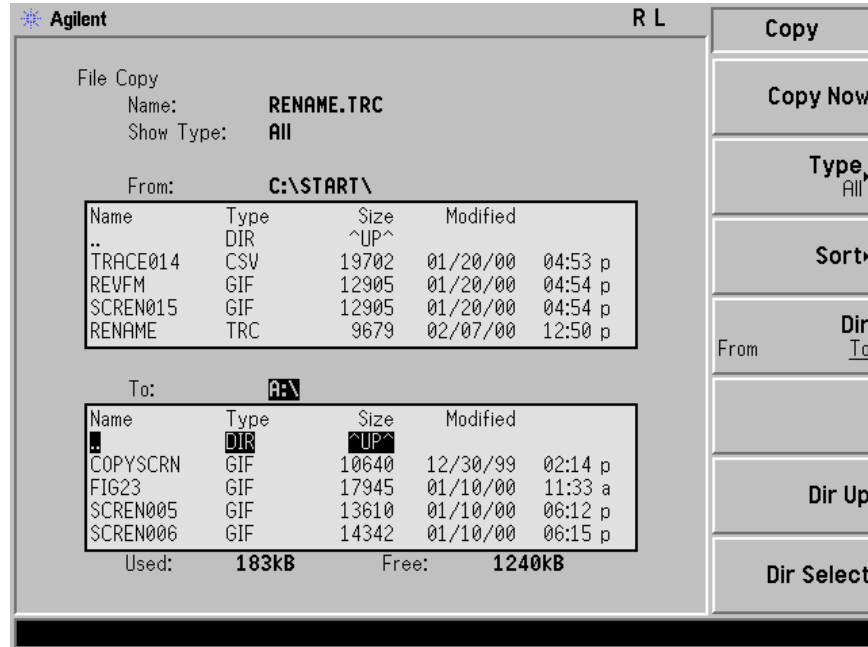 Agilent R L
File Copy
Name: RENAME.TRC
Show Type: All
From: C:\START\
Name Type Size Modified
.. DIR ^UP^
TRACE014 CSV 19702 01/20/00 04:53 p
REVFM GIF 12905 01/20/00 04:54 p
SCREN015 GIF 12905 01/20/00 04:54 p
RENAME TRC 9679 02/07/00 12:50 p
To: A:\
Name Type Size Modified
.. DIR ^UP^
COPYSCRN GIF 10640 12/30/99 02:14 p
FIG23 GIF 17945 01/10/00 11:33 a
SCREN005 GIF 13610 01/10/00 06:12 p
SCREN006 GIF 14342 01/10/00 06:15 p
Used: 183kB Free: 1240kB
Copy
Copy Now
Type
All
Sort
Dir
From To
Dir Up
Dir Select